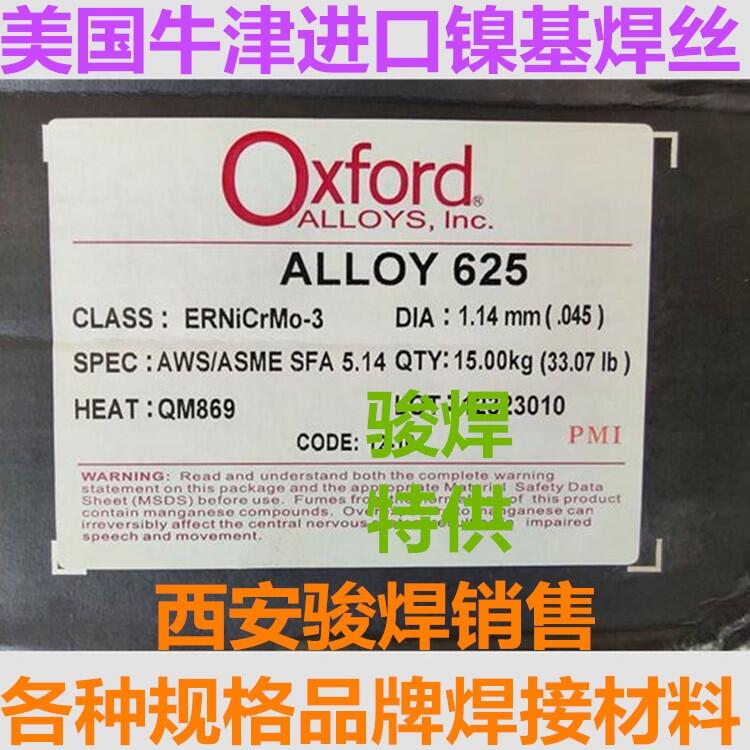 美国牛津进口镍基焊丝
Oxford®
ALLOYS, Inc.
ALLOY 625
CLASS: ERNiCrMo-3 DIA: 1.14 mm (.045)
SPEC: AWS/ASME SFA 5.14 QTY: 15.00kg (33.07 lb)
HEAT: QM869 LOT: 23010
骏焊
CODE: PMI
特供
WARNING: Read and understand both the complete warning
statement on this package and the appropriate Safety Data
Sheet (MSDS) before use. Fumes from of this product
contain manganese compounds. to manganese can
irreversibly affect the central nervous impaired
speech and movement.
西安骏焊销售
各种规格品牌焊接材料